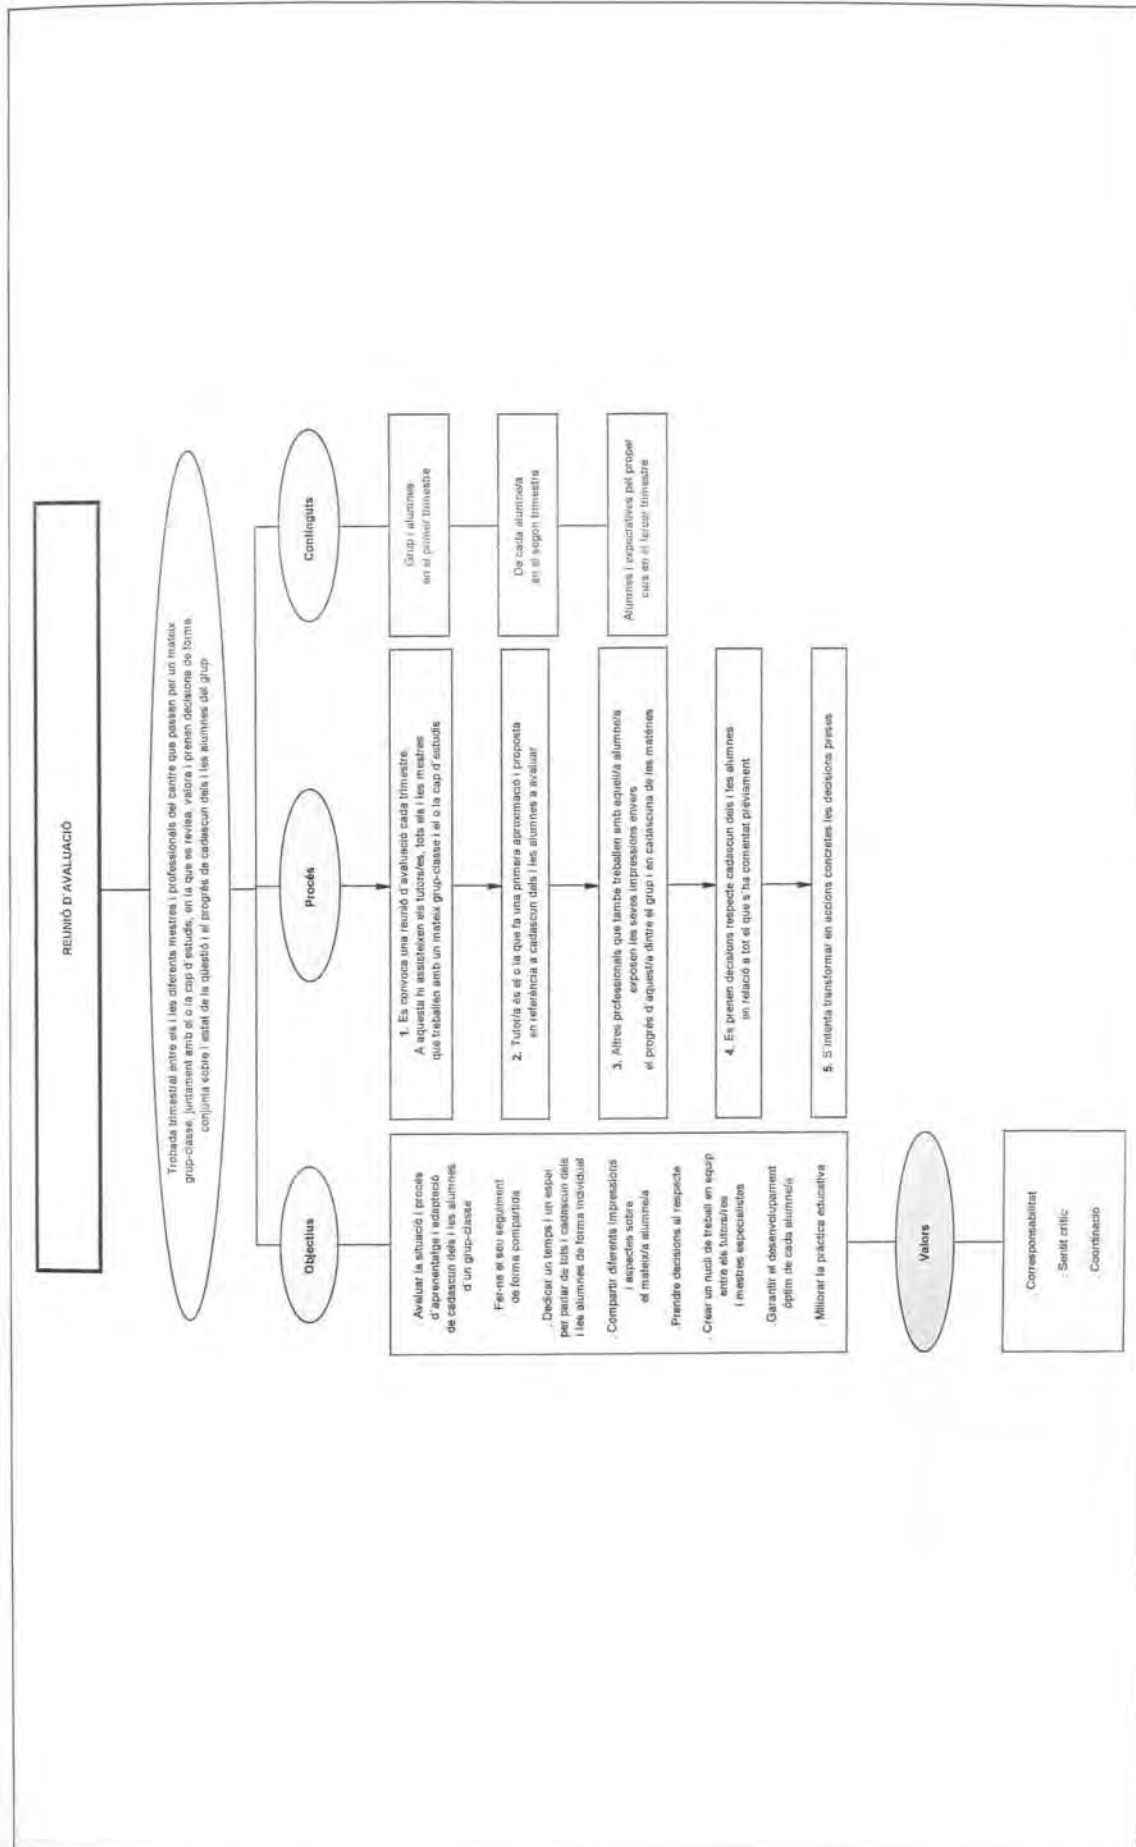 REUNIÓ D'AVALUACIÓ
Trobada trimestral entre els i les diferents mestres i professionals del centre que passen per un mateix
grup-classe, juntament amb el o la cap d'estudis, en la que es revisa, valora i prenen decisions de forma
conjunta sobre l'estat de la qüestió i el progrés de cadascun dels i les alumnes del grup
Objectius
Avaluar la situació i procés
d'aprenentatge i adaptació
de cadascun dels i les alumnes
d'un grup-classe
Fer-ne el seu seguiment
de forma compartida
. Dedicar un temps i un espai
per parlar de tots i cadascun dels
i les alumnes de forma individual
. Compartir diferents impressions
i aspectes sobre
el mateix/a alumne/a
. Prendre decisions al respecte
. Crear un nucli de treball en equip
entre els tutors/res
i mestres especialistes
. Garantir el desenvolupament
òptim de cada alumne/a
. Millorar la pràctica educativa
Valors
Corresponsabilitat
. Sentit crític
Coordinació
Procés
1. Es convoca una reunió d'avaluació cada trimestre.
A aquesta hi assisteixen els tutors/es, tots els i les mestres
que treballen amb un mateix grup-classe i el o la cap d'estudis
2. Tutor/a és el o la que fa una primera aproximació i proposta
en referència a cadascun dels i les alumnes a avaluar
3. Altres professionals que també treballen amb aquell/a alumne/a
exposen les seves impressions envers
el progrés d'aquest/a dintre el grup i en cadascuna de les matèries
4. Es prenen decisions respecte cadascun dels i les alumnes
en relació a tot el que s'ha comentat prèviament
5. S'intenta transformar en accions concretes les decisions preses
Continguts
Grup i alumnes
en el primer trimestre
De cada alumne/a
en el segon trimestre
Alumnes i expectatives pel proper
curs en el tercer trimestre